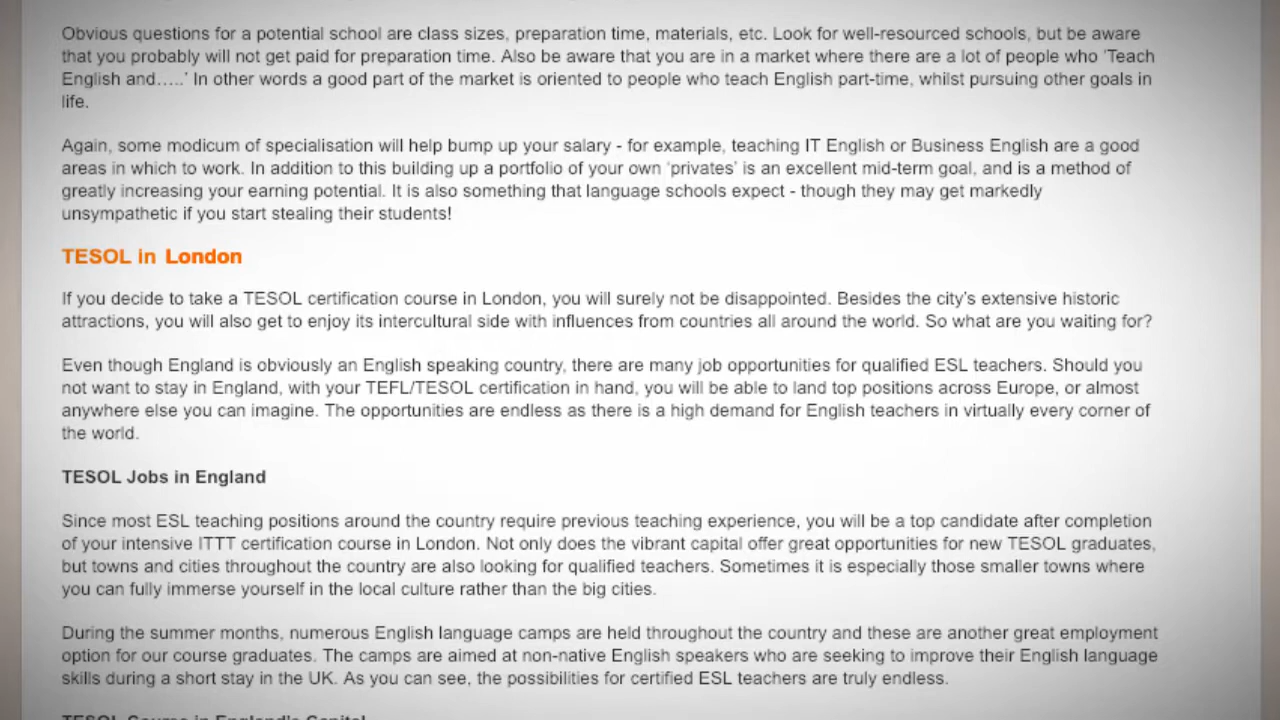 Obvious questions for a potential school are class sizes, preparation time, materials, etc. Look for well-resourced schools, but be aware
that you probably will not get paid for preparation time. Also be aware that you are in a market where there are a lot of people who 'Teach
English and.....' In other words a good part of the market is oriented to people who teach English part-time, whilst pursuing other goals in
life.
Again, some modicum of specialisation will help bump up your salary - for example, teaching IT English or Business English are a good
areas in which to work. In addition to this building up a portfolio of your own 'privates' is an excellent mid-term goal, and is a method of
greatly increasing your earning potential. It is also something that language schools expect - though they may get markedly
unsympathetic if you start stealing their students!
TESOL in London
If you decide to take a TESOL certification course in London, you will surely not be disappointed. Besides the city's extensive historic
attractions, you will also get to enjoy its intercultural side with influences from countries all around the world. So what are you waiting for?
Even though England is obviously an English speaking country, there are many job opportunities for qualified ESL teachers. Should you
not want to stay in England, with your TEFL/TESOL certification in hand, you will be able to land top positions across Europe, or almost
anywhere else you can imagine. The opportunities are endless as there is a high demand for English teachers in virtually every corner of
the world.
TESOL Jobs in England
Since most ESL teaching positions around the country require previous teaching experience, you will be a top candidate after completion
of your intensive ITTT certification course in London. Not only does the vibrant capital offer great opportunities for new TESOL graduates,
but towns and cities throughout the country are also looking for qualified teachers. Sometimes it is especially those smaller towns where
you can fully immerse yourself in the local culture rather than the big cities.
During the summer months, numerous English language camps are held throughout the country and these are another great employment
option for our course graduates. The camps are aimed at non-native English speakers who are seeking to improve their English language
skills during a short stay in the UK. As you can see, the possibilities for certified ESL teachers are truly endless.
TESOL Course in England's Capital